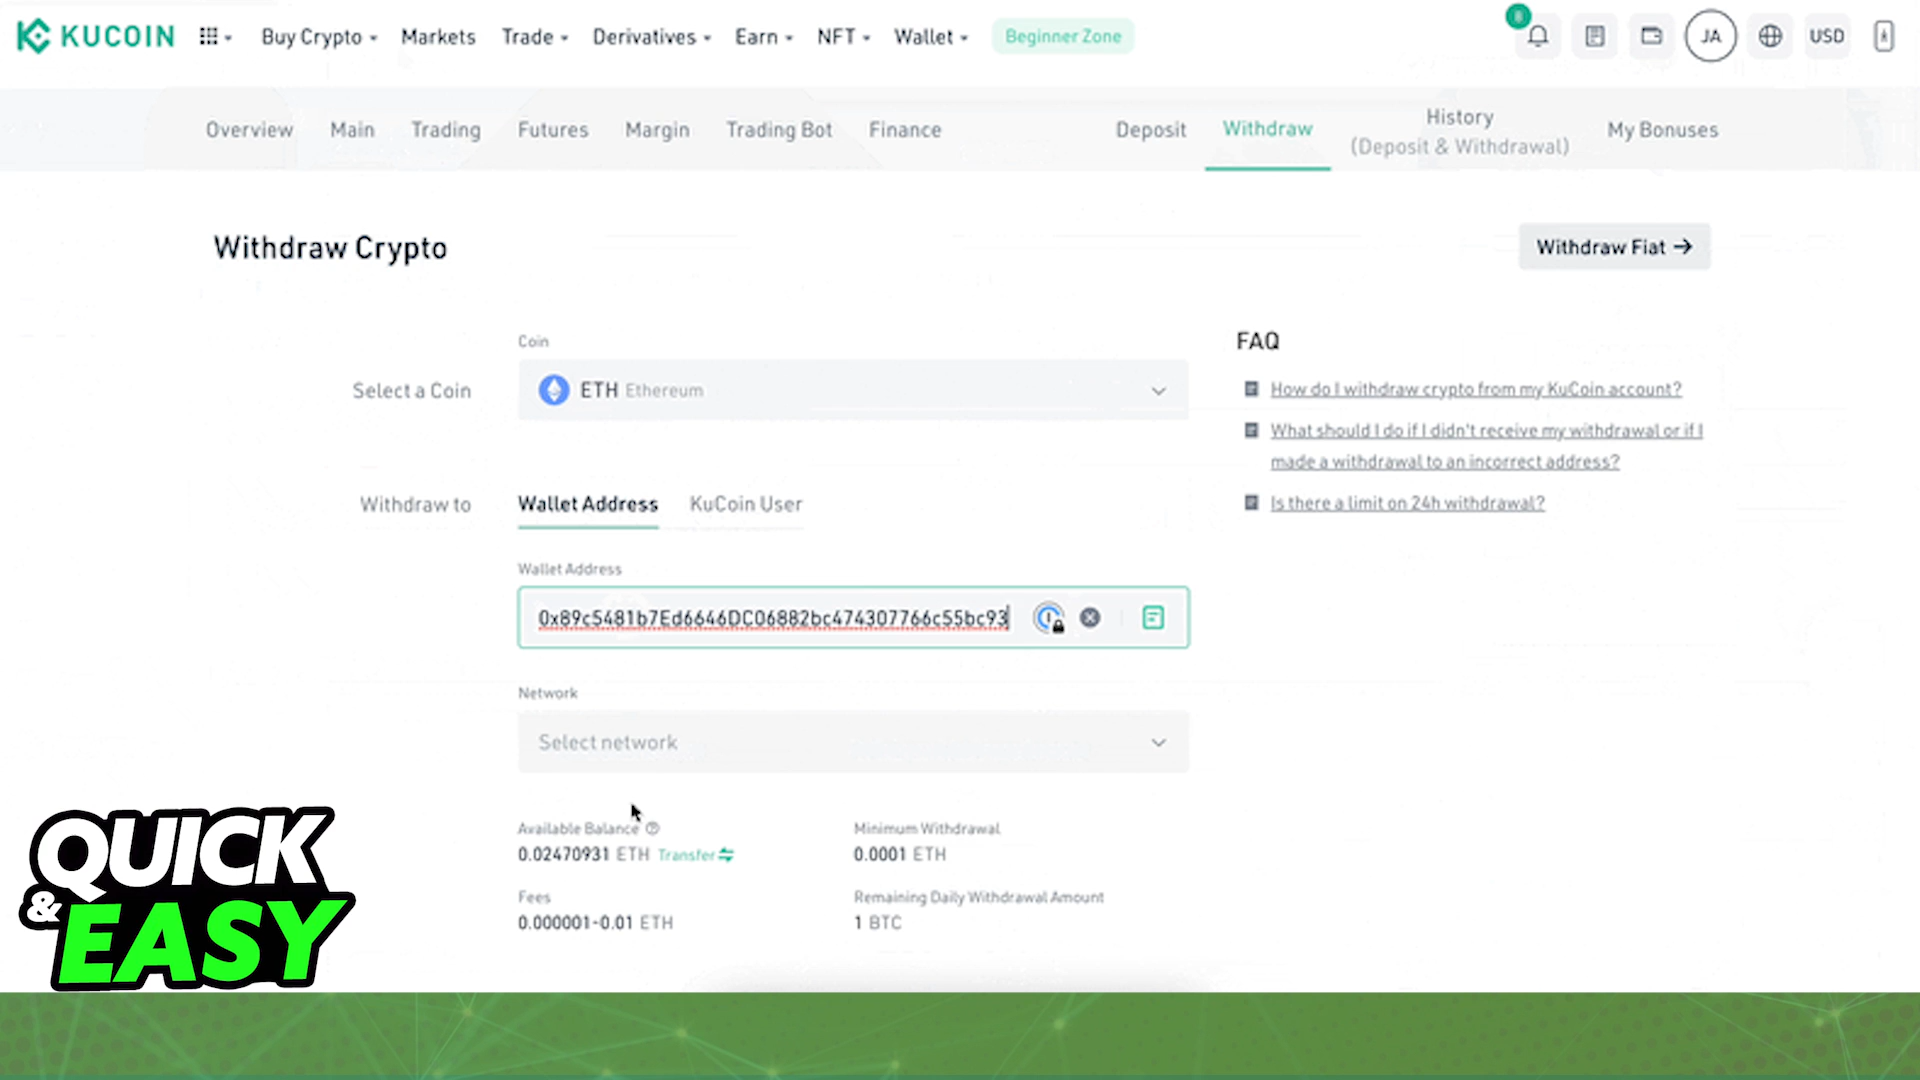 KUCOIN Buy Crypto Markets Trade Derivatives Earn NFT Wallet Beginner Zone 8 JA USD
Overview Main Trading Futures Margin Trading Bot Finance Deposit Withdraw History (Deposit & Withdrawal) My Bonuses
Withdraw Crypto
Withdraw Fiat →
Coin
Select a Coin
ETH Ethereum
Withdraw to
Wallet Address KuCoin User
Wallet Address
0x89c5481b7Ed6646DC06882bc474307766c55bc93
Network
Select network
Available Balance
0.02470931 ETH Transfer
Minimum Withdrawal
0.0001 ETH
Fees
0.000001-0.01 ETH
Remaining Daily Withdrawal Amount
1 BTC
FAQ
How do I withdraw crypto from my KuCoin account?
What should I do if I didn't receive my withdrawal or if I
made a withdrawal to an incorrect address?
Is there a limit on 24h withdrawal?
QUICK
& EASY